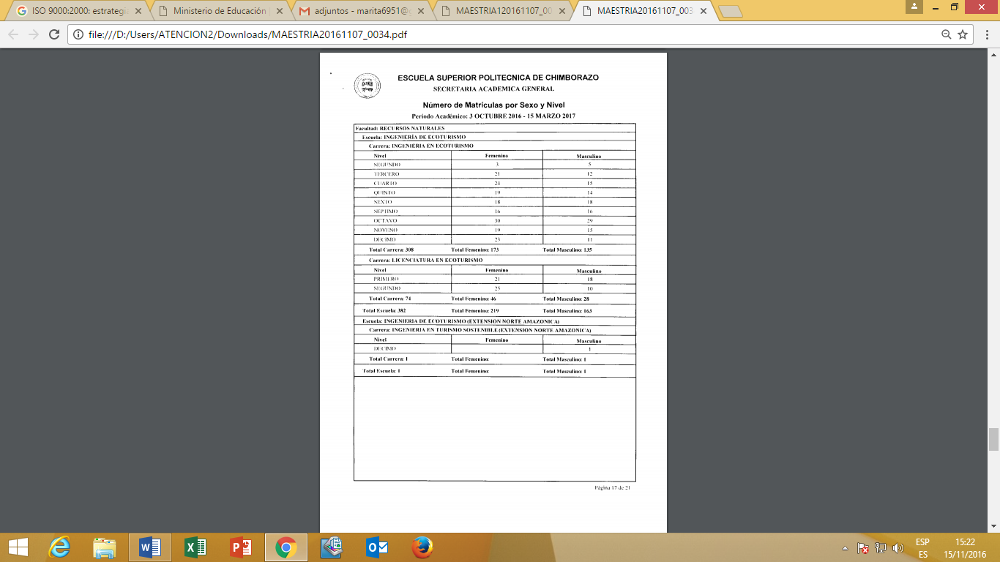 ISO 9000:2000: estrategi
Ministerio de Educación
adjuntos - marita6951@g
MAESTRIA120161107_00
MAESTRIA20161107_003
file:///D:/Users/ATENCION2/Downloads/MAESTRIA20161107_0034.pdf
ESCUELA SUPERIOR POLITECNICA DE CHIMBORAZO
SECRETARIA ACADEMICA GENERAL
Número de Matrículas por Sexo y Nivel
Período Académico: 3 OCTUBRE 2016 - 15 MARZO 2017
Facultad: RECURSOS NATURALES
Escuela: INGENIERÍA DE ECOTURISMO
Carrera: INGENIERIA EN ECOTURISMO
Nivel Femenino Masculino
SEGUNDO 3 5
TERCERO 21 12
CUARTO 24 15
QUINTO 19 14
SEXTO 18 18
SEPTIMO 16 16
OCTAVO 30 29
NOVENO 19 15
DECIMO 23 11
Total Carrera: 308 Total Femenino: 173 Total Masculino: 135
Carrera: LICENCIATURA EN ECOTURISMO
Nivel Femenino Masculino
PRIMERO 21 18
SEGUNDO 25 10
Total Carrera: 74 Total Femenino: 46 Total Masculino: 28
Total Escuela: 382 Total Femenino: 219 Total Masculino: 163
Escuela: INGENIERIA DE ECOTURISMO (EXTENSION NORTE AMAZONICA)
Carrera: INGENIERIA EN TURISMO SOSTENIBLE (EXTENSION NORTE AMAZONICA)
Nivel Femenino Masculino
DECIMO 1
Total Carrera: 1 Total Femenino: Total Masculino: 1
Total Escuela: 1 Total Femenino: Total Masculino: 1
Página 17 de 21
ESP
ES
15:22
15/11/2016